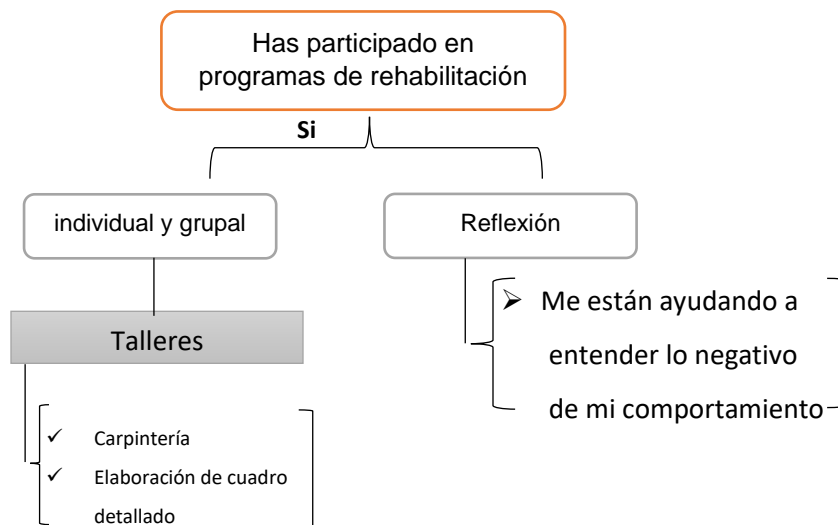 Has participado en
programas de rehabilitación
Si
individual y grupal
Reflexión
Talleres
➢ Me están ayudando a
entender lo negativo
de mi comportamiento
✓ Carpintería
✓ Elaboración de cuadro
detallado